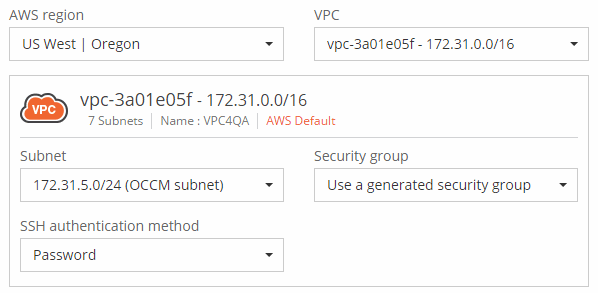 AWS region
VPC
US West | Oregon
vpc-3a01e05f - 172.31.0.0/16
VPC
vpc-3a01e05f - 172.31.0.0/16
7 Subnets
Name : VPC4QA
AWS Default
Subnet
Security group
172.31.5.0/24 (OCCM subnet)
Use a generated security group
SSH authentication method
Password